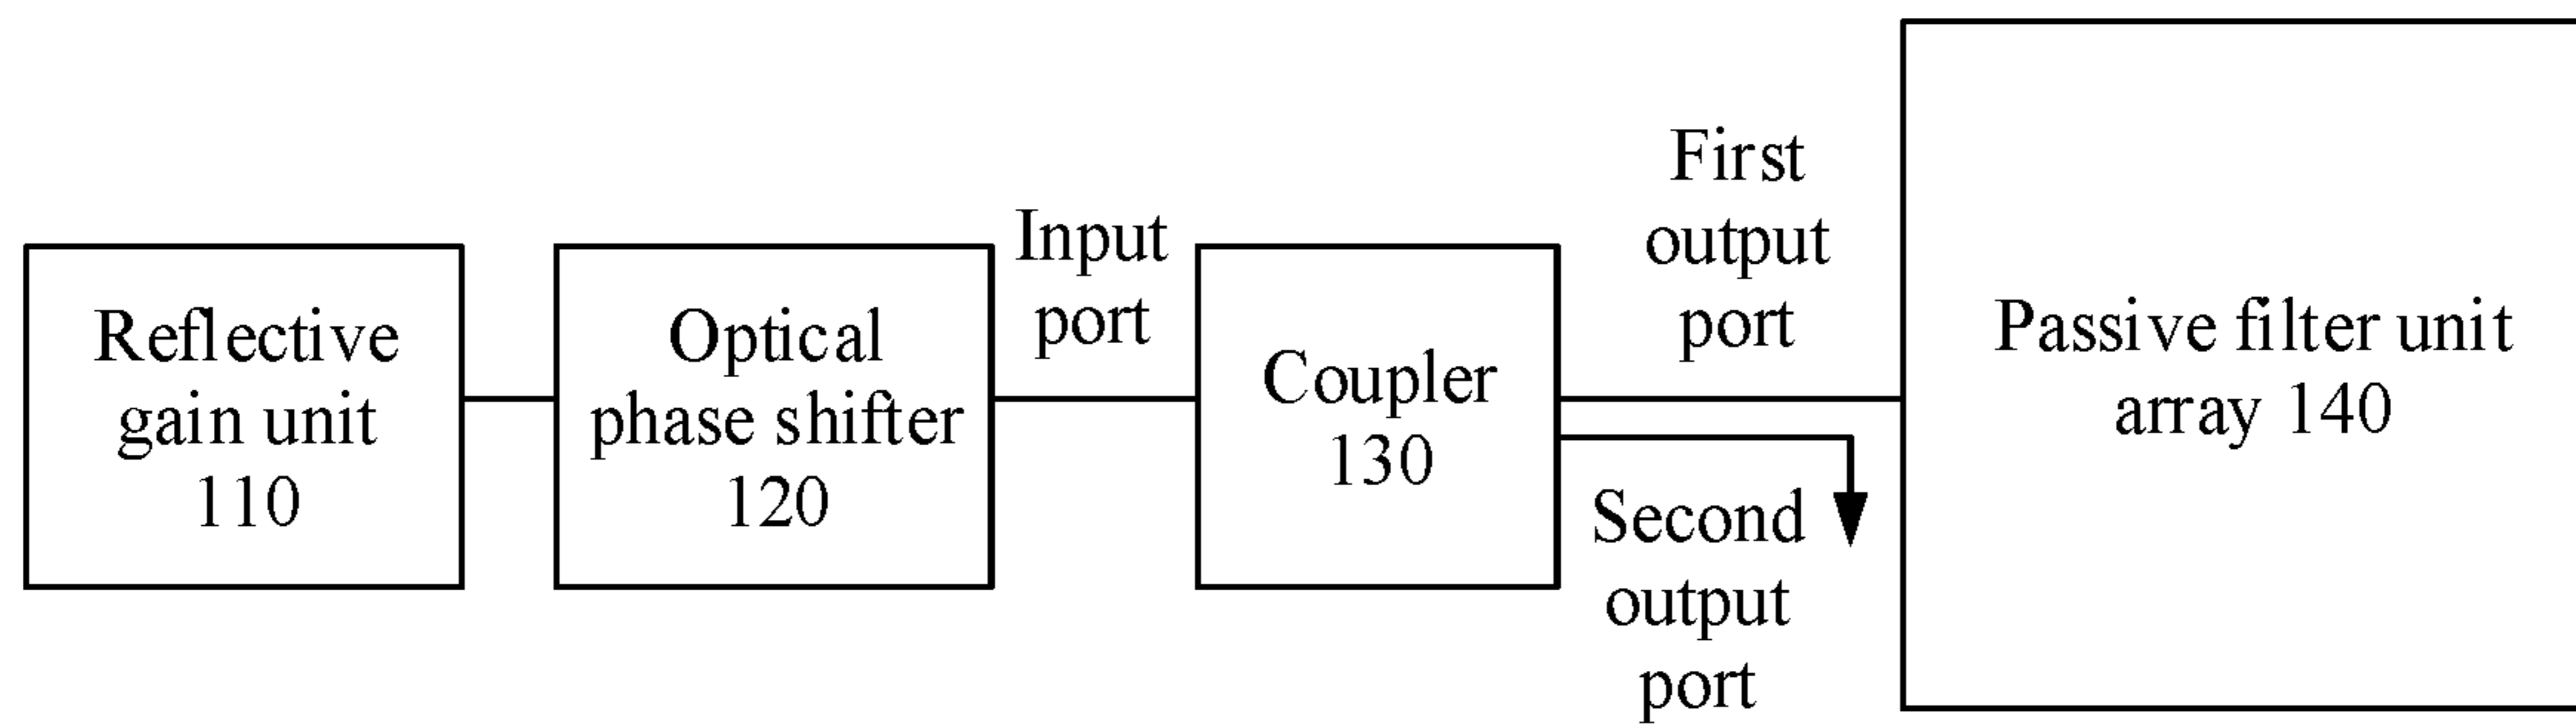 Reflective
gain unit
110
Optical
phase shifter
120
Input
port
Coupler
130
First
output
port
Second
output
port
Passive filter unit
array 140